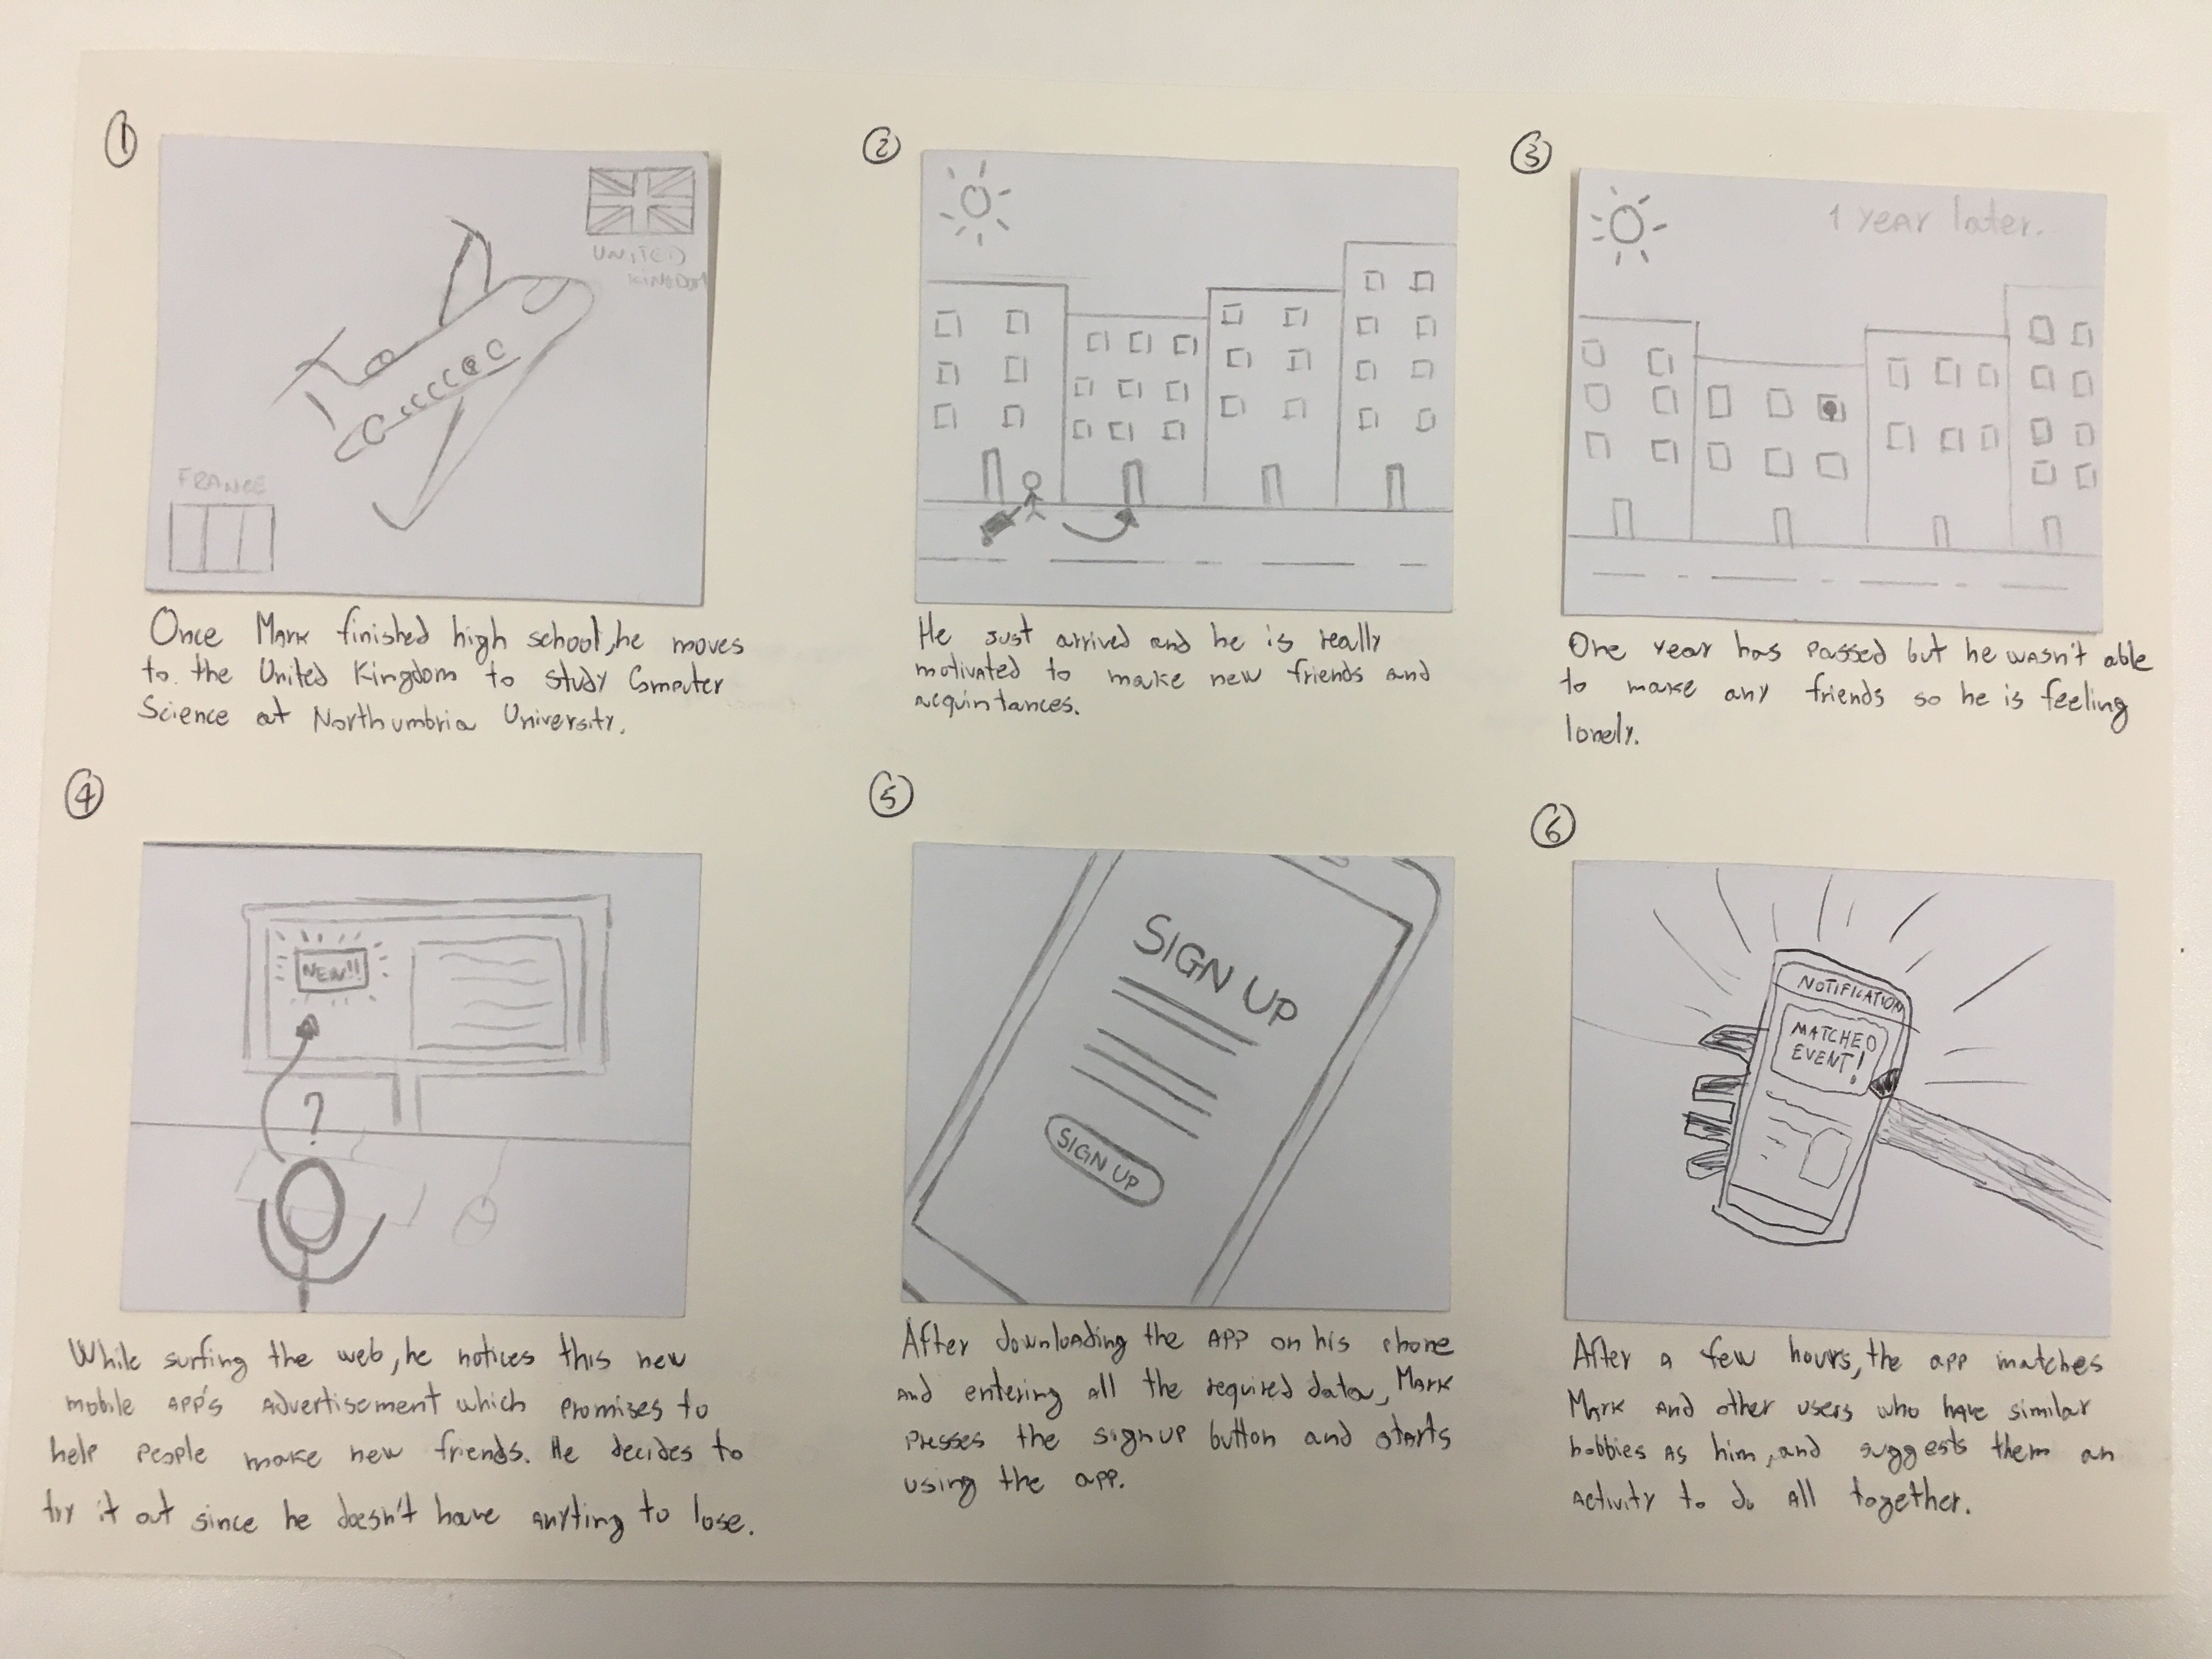 1
UNITED
KINGDOM
FRANCE
Once Mark finished high school, he moves
to the United Kingdom to study Computer
Science at Northumbria University.
2
He just arrived and he is really
motivated to make new friends and
acquintances.
3
1 year later.
One year has passed but he wasn't able
to make any friends so he is feeling
lonely.
4
NEW!!
?
While surfing the web, he notices this new
mobile app's advertisement which promises to
help people make new friends. He decides to
try it out since he doesn't have anyting to lose.
5
SIGN UP
SIGN UP
After downloading the app on his phone
and entering all the required data, Mark
presses the signup button and starts
using the app.
6
NOTIFICATION
MATCHED
EVENT!
After a few hours, the app matches
Mark and other users who have similar
hobbies as him, and suggests them an
activity to do all together.